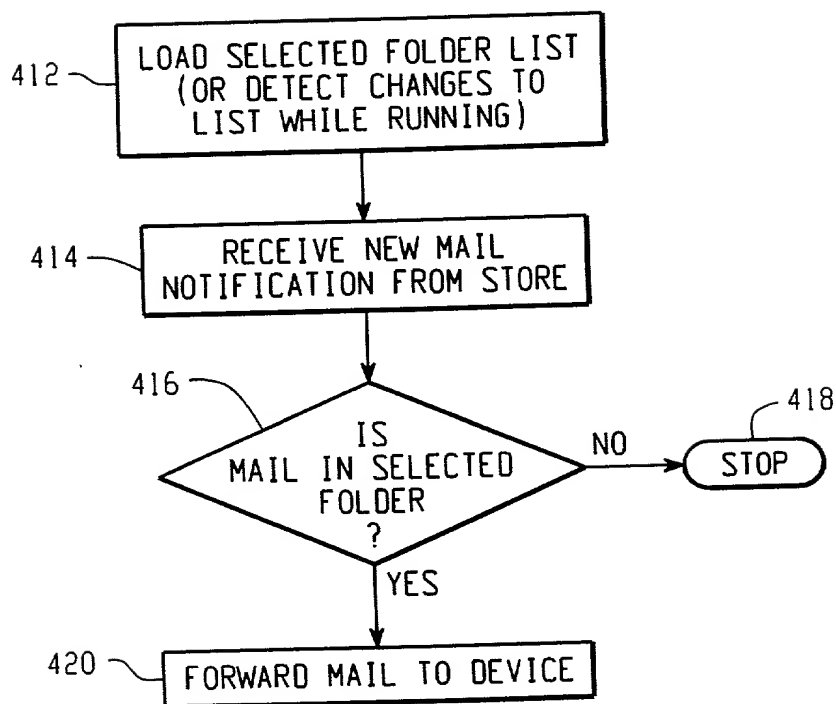 412
LOAD SELECTED FOLDER LIST
(OR DETECT CHANGES TO
LIST WHILE RUNNING)
414
RECEIVE NEW MAIL
NOTIFICATION FROM STORE
416
IS
MAIL IN SELECTED
FOLDER
?
NO
418
STOP
YES
420
FORWARD MAIL TO DEVICE